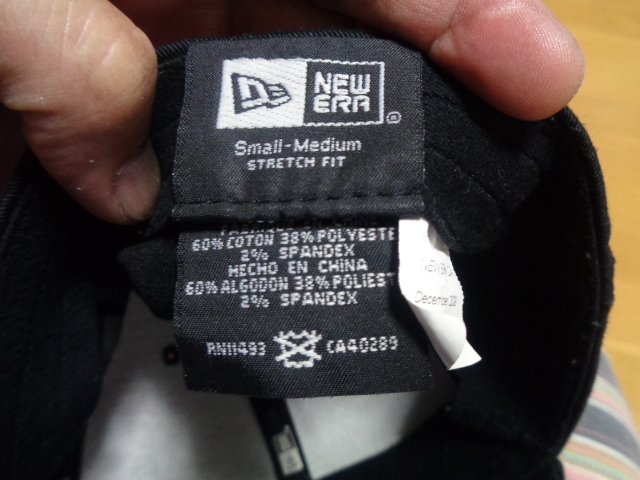 NEW ERA
®
Small-Medium
STRETCH FIT
60% COTON 38% POLYESTE
2% SPANDEX
HECHO EN CHINA
60% ALGODON 38% POLIEST
2% SPANDEX
RN11493 CA40289
December